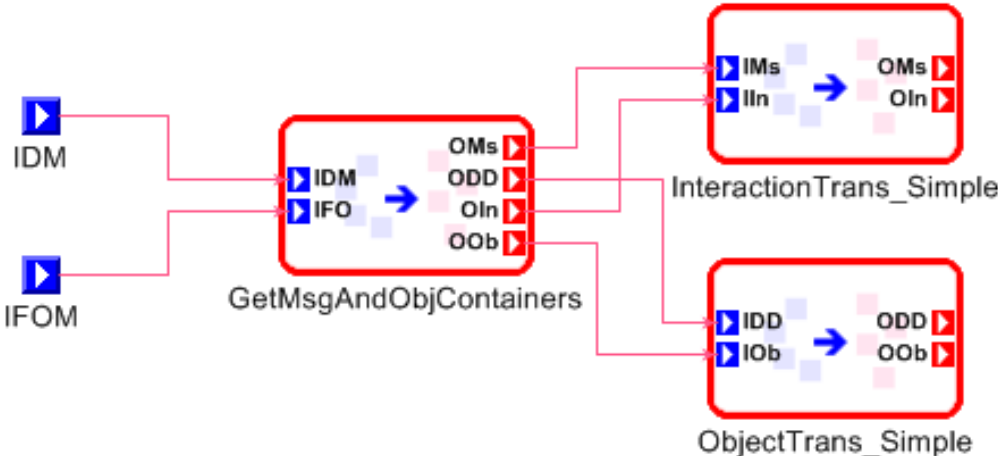 IDM
IFOM
IDM
IFO
OMs
ODD
OIn
OOb
GetMsgAndObjContainers
IMs
IIn
OMs
OIn
InteractionTrans_Simple
IDD
IOb
ODD
OOb
ObjectTrans_Simple